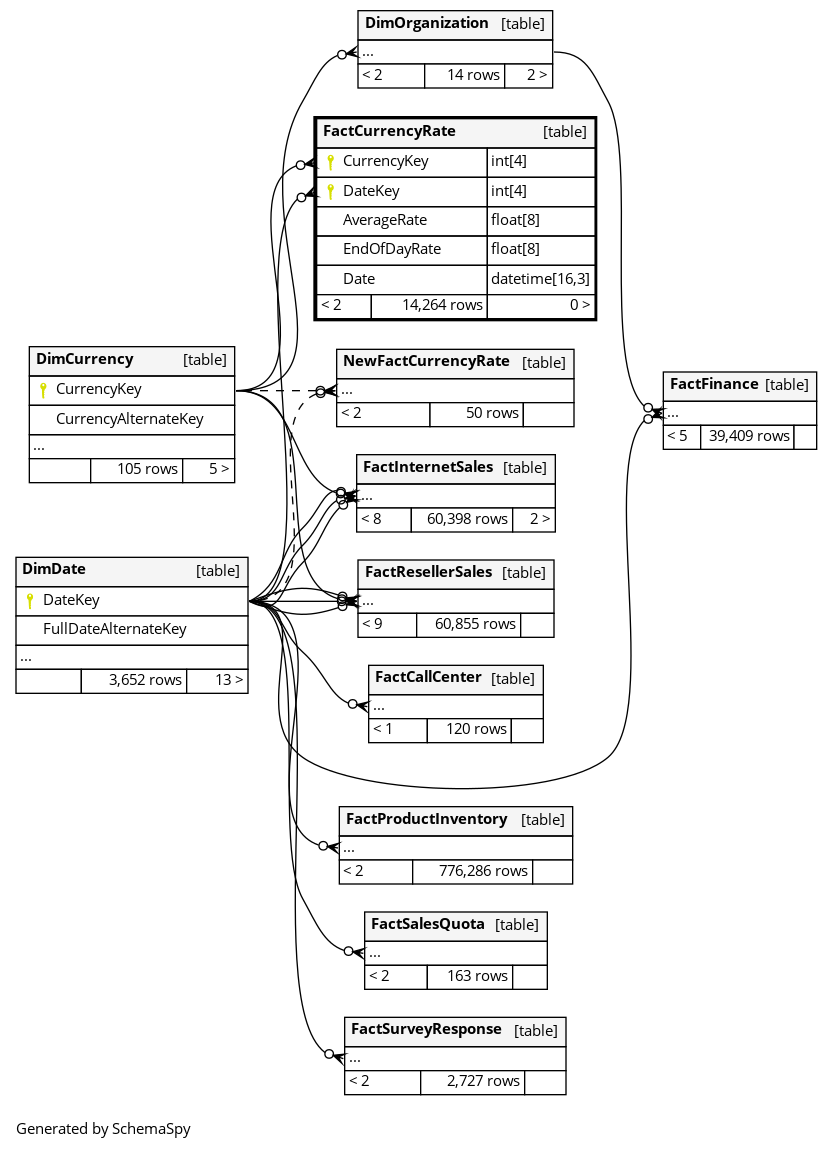 DimOrganization [table]
...
< 2 14 rows 2 >
FactCurrencyRate [table]
CurrencyKey int[4]
DateKey int[4]
AverageRate float[8]
EndOfDayRate float[8]
Date datetime[16,3]
< 2 14,264 rows 0 >
DimCurrency [table]
CurrencyKey
CurrencyAlternateKey
...
105 rows 5 >
NewFactCurrencyRate [table]
...
< 2 50 rows
FactFinance [table]
...
< 5 39,409 rows
FactInternetSales [table]
...
< 8 60,398 rows 2 >
DimDate [table]
DateKey
FullDateAlternateKey
...
3,652 rows 13 >
FactResellerSales [table]
...
< 9 60,855 rows
FactCallCenter [table]
...
< 1 120 rows
FactProductInventory [table]
...
< 2 776,286 rows
FactSalesQuota [table]
...
< 2 163 rows
FactSurveyResponse [table]
...
< 2 2,727 rows
Generated by SchemaSpy